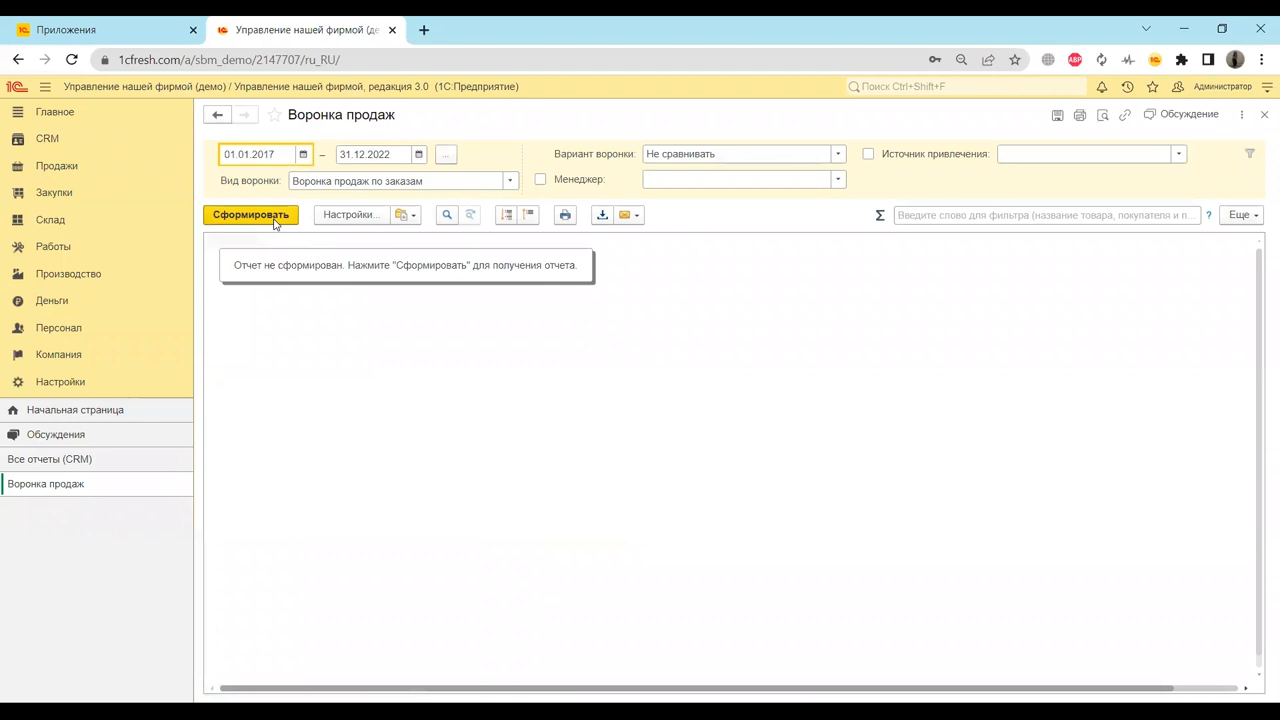 Приложения
Управление нашей фирмой (де
1cfresh.com/a/sbm_demo/2147707/ru_RU/
ABP
1С
Управление нашей фирмой (демо) / Управление нашей фирмой, редакция 3.0 (1С:Предприятие)
Поиск Ctrl+Shift+F
Администратор
Главное
CRM
Продажи
Закупки
Склад
Работы
Производство
Деньги
Персонал
Компания
Настройки
Начальная страница
Обсуждения
Все отчеты (CRM)
Воронка продаж
Воронка продаж
Обсуждение
01.01.2017 – 31.12.2022 ...
Вариант воронки: Не сравнивать
Источник привлечения:
Вид воронки: Воронка продаж по заказам
Менеджер:
Сформировать
Настройки...
Σ
Введите слово для фильтра (название товара, покупателя и п...
?
Еще
Отчет не сформирован. Нажмите "Сформировать" для получения отчета.